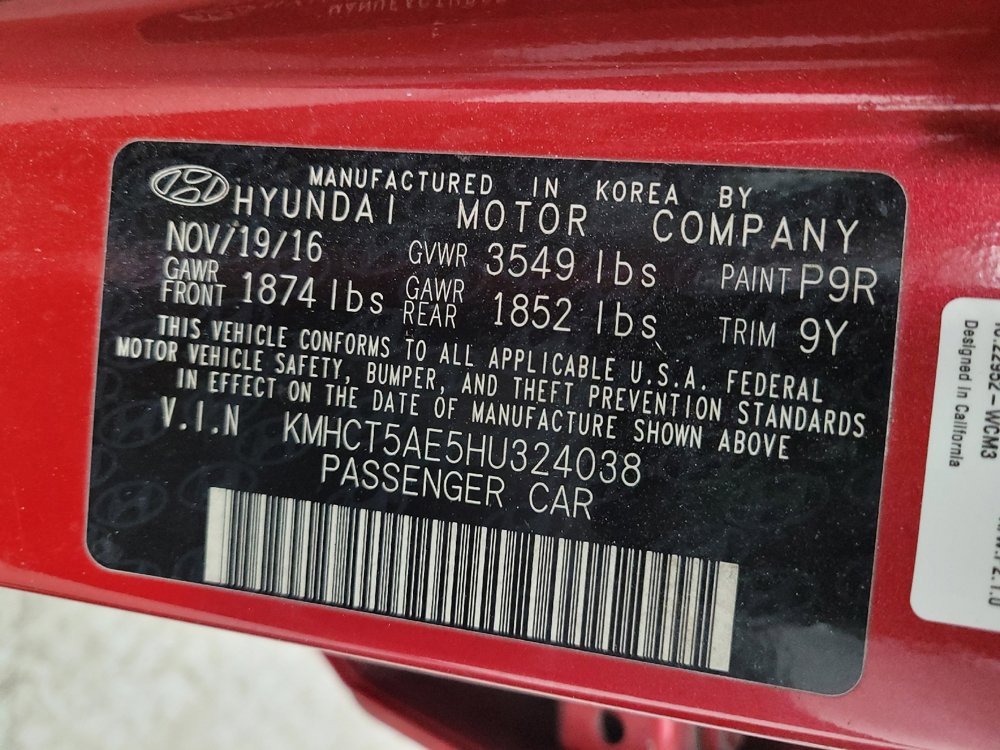 MANUFACTURED IN KOREA BY
HYUNDAI MOTOR COMPANY
NOV/19/16 GVWR 3549 lbs PAINT P9R
GAWR FRONT 1874 lbs GAWR REAR 1852 lbs TRIM 9Y
THIS VEHICLE CONFORMS TO ALL APPLICABLE U.S.A. FEDERAL
MOTOR VEHICLE SAFETY, BUMPER, AND THEFT PREVENTION STANDARDS
IN EFFECT ON THE DATE OF MANUFACTURE SHOWN ABOVE
V.I.N KMHCT5AE5HU324038
PASSENGER CAR
Designed in California